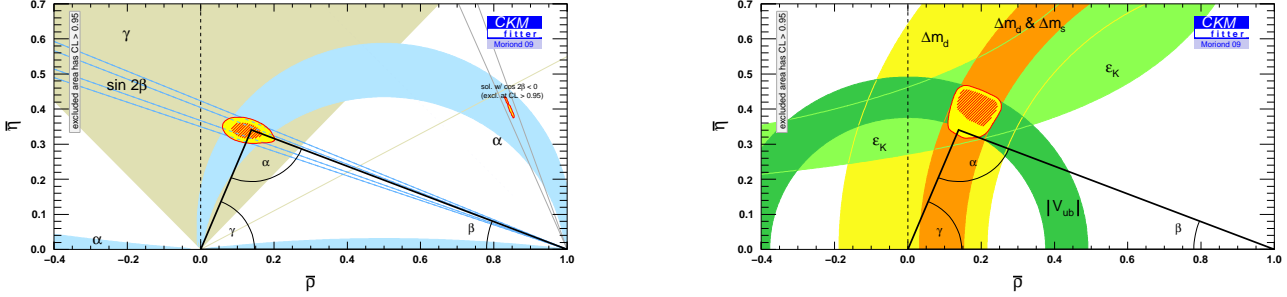 excluded area has CL > 0.95
CKM
fitter
Moriond 09
γ
sin 2β
sol. w/ cos 2β < 0
(excl. at CL > 0.95)
α
α
γ
β
α
η̅
0.0
0.1
0.2
0.3
0.4
0.5
0.6
0.7
-0.4
-0.2
0.0
0.2
0.4
0.6
0.8
1.0
ρ̅
excluded area has CL > 0.95
CKM
fitter
Moriond 09
Δm_d
Δm_d & Δm_s
ε_K
ε_K
|V_ub|
α
γ
β
η̅
0.0
0.1
0.2
0.3
0.4
0.5
0.6
0.7
-0.4
-0.2
0.0
0.2
0.4
0.6
0.8
1.0
ρ̅